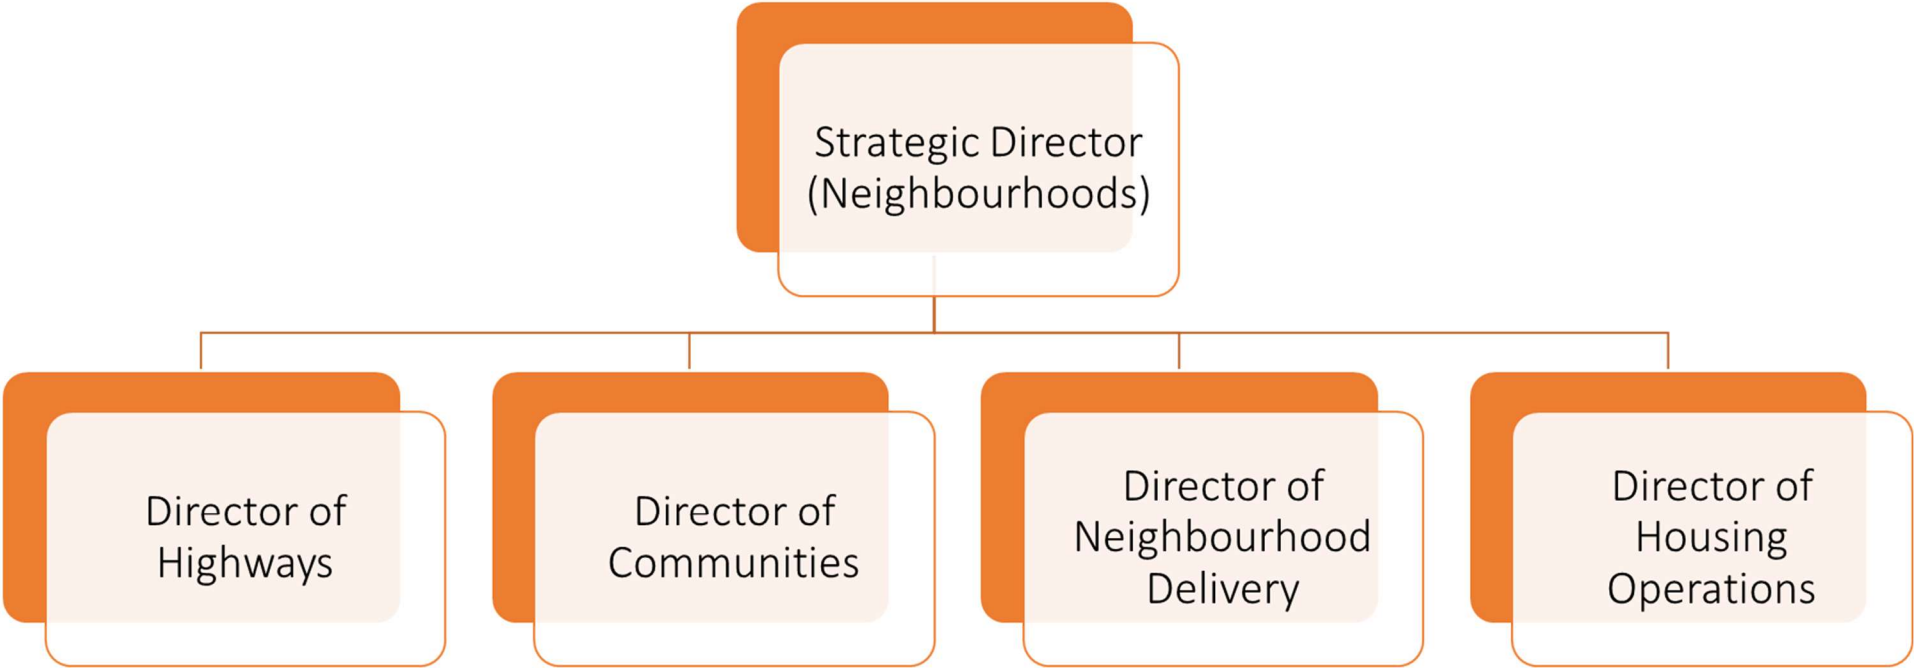 Strategic Director
(Neighbourhoods)
Director of
Highways
Director of
Communities
Director of
Neighbourhood
Delivery
Director of
Housing
Operations